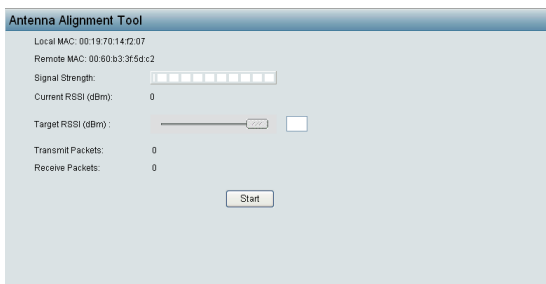 Antenna Alignment Tool
Local MAC: 00:19:70:14:f2:07
Remote MAC: 00:60:b3:3f:5d:c2
Signal Strength:
Current RSSI (dBm): 0
Target RSSI (dBm) :
Transmit Packets: 0
Receive Packets: 0
Start